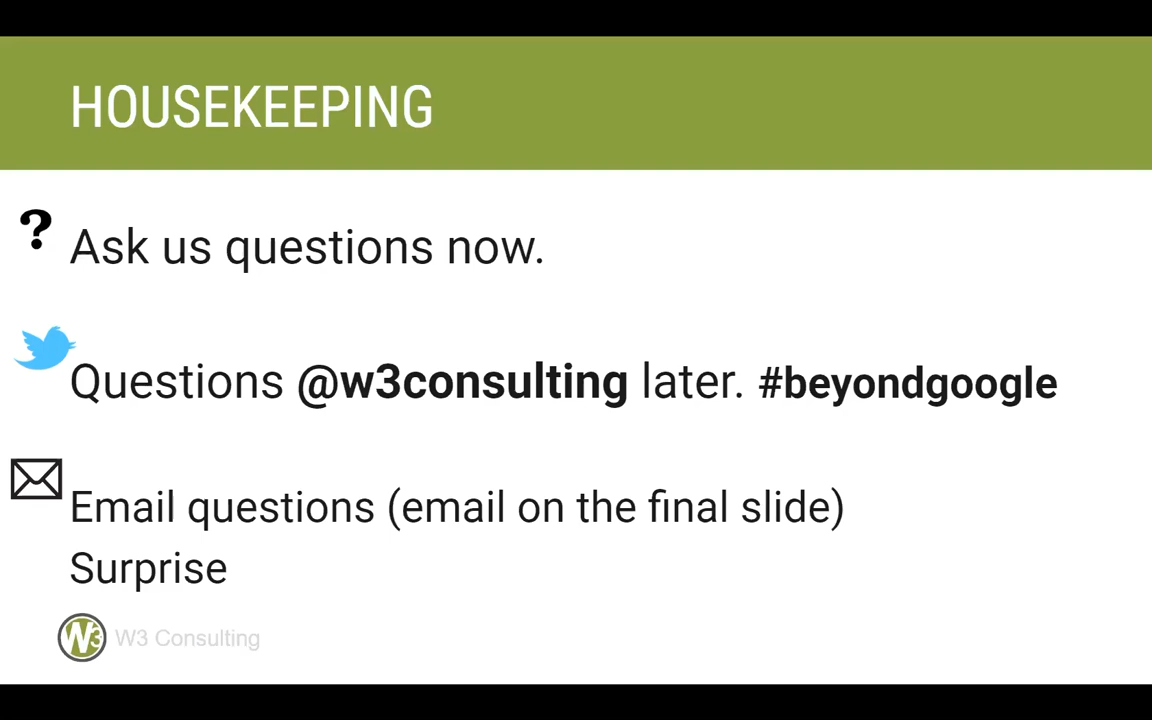 HOUSEKEEPING
? Ask us questions now.
Questions @w3consulting later. #beyondgoogle
Email questions (email on the final slide)
Surprise
W3 W3 Consulting